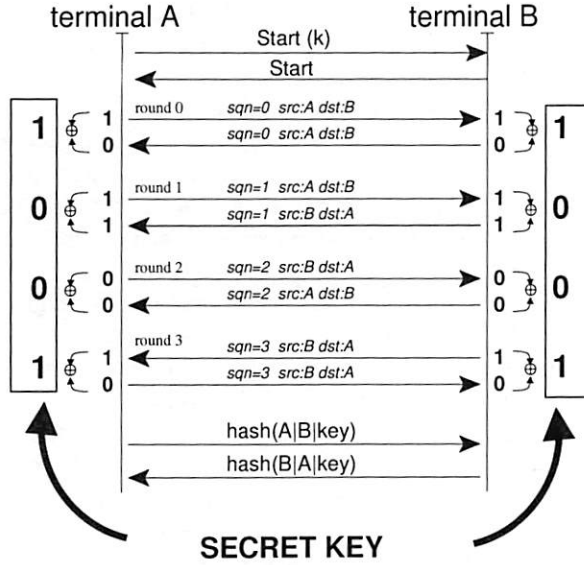 terminal A terminal B
Start (k)
Start
round 0 sqn=0 src:A dst:B
1 1
1 ⊕ ⊕ 1
0 sqn=0 src:A dst:B 0
round 1 sqn=1 src:A dst:B
1 1
0 ⊕ ⊕ 0
1 sqn=1 src:B dst:A 1
round 2 sqn=2 src:B dst:A
0 0
0 ⊕ ⊕ 0
0 sqn=2 src:A dst:B 0
round 3 sqn=3 src:B dst:A
1 1
1 ⊕ ⊕ 1
0 sqn=3 src:B dst:A 0
hash(A|B|key)
hash(B|A|key)
SECRET KEY